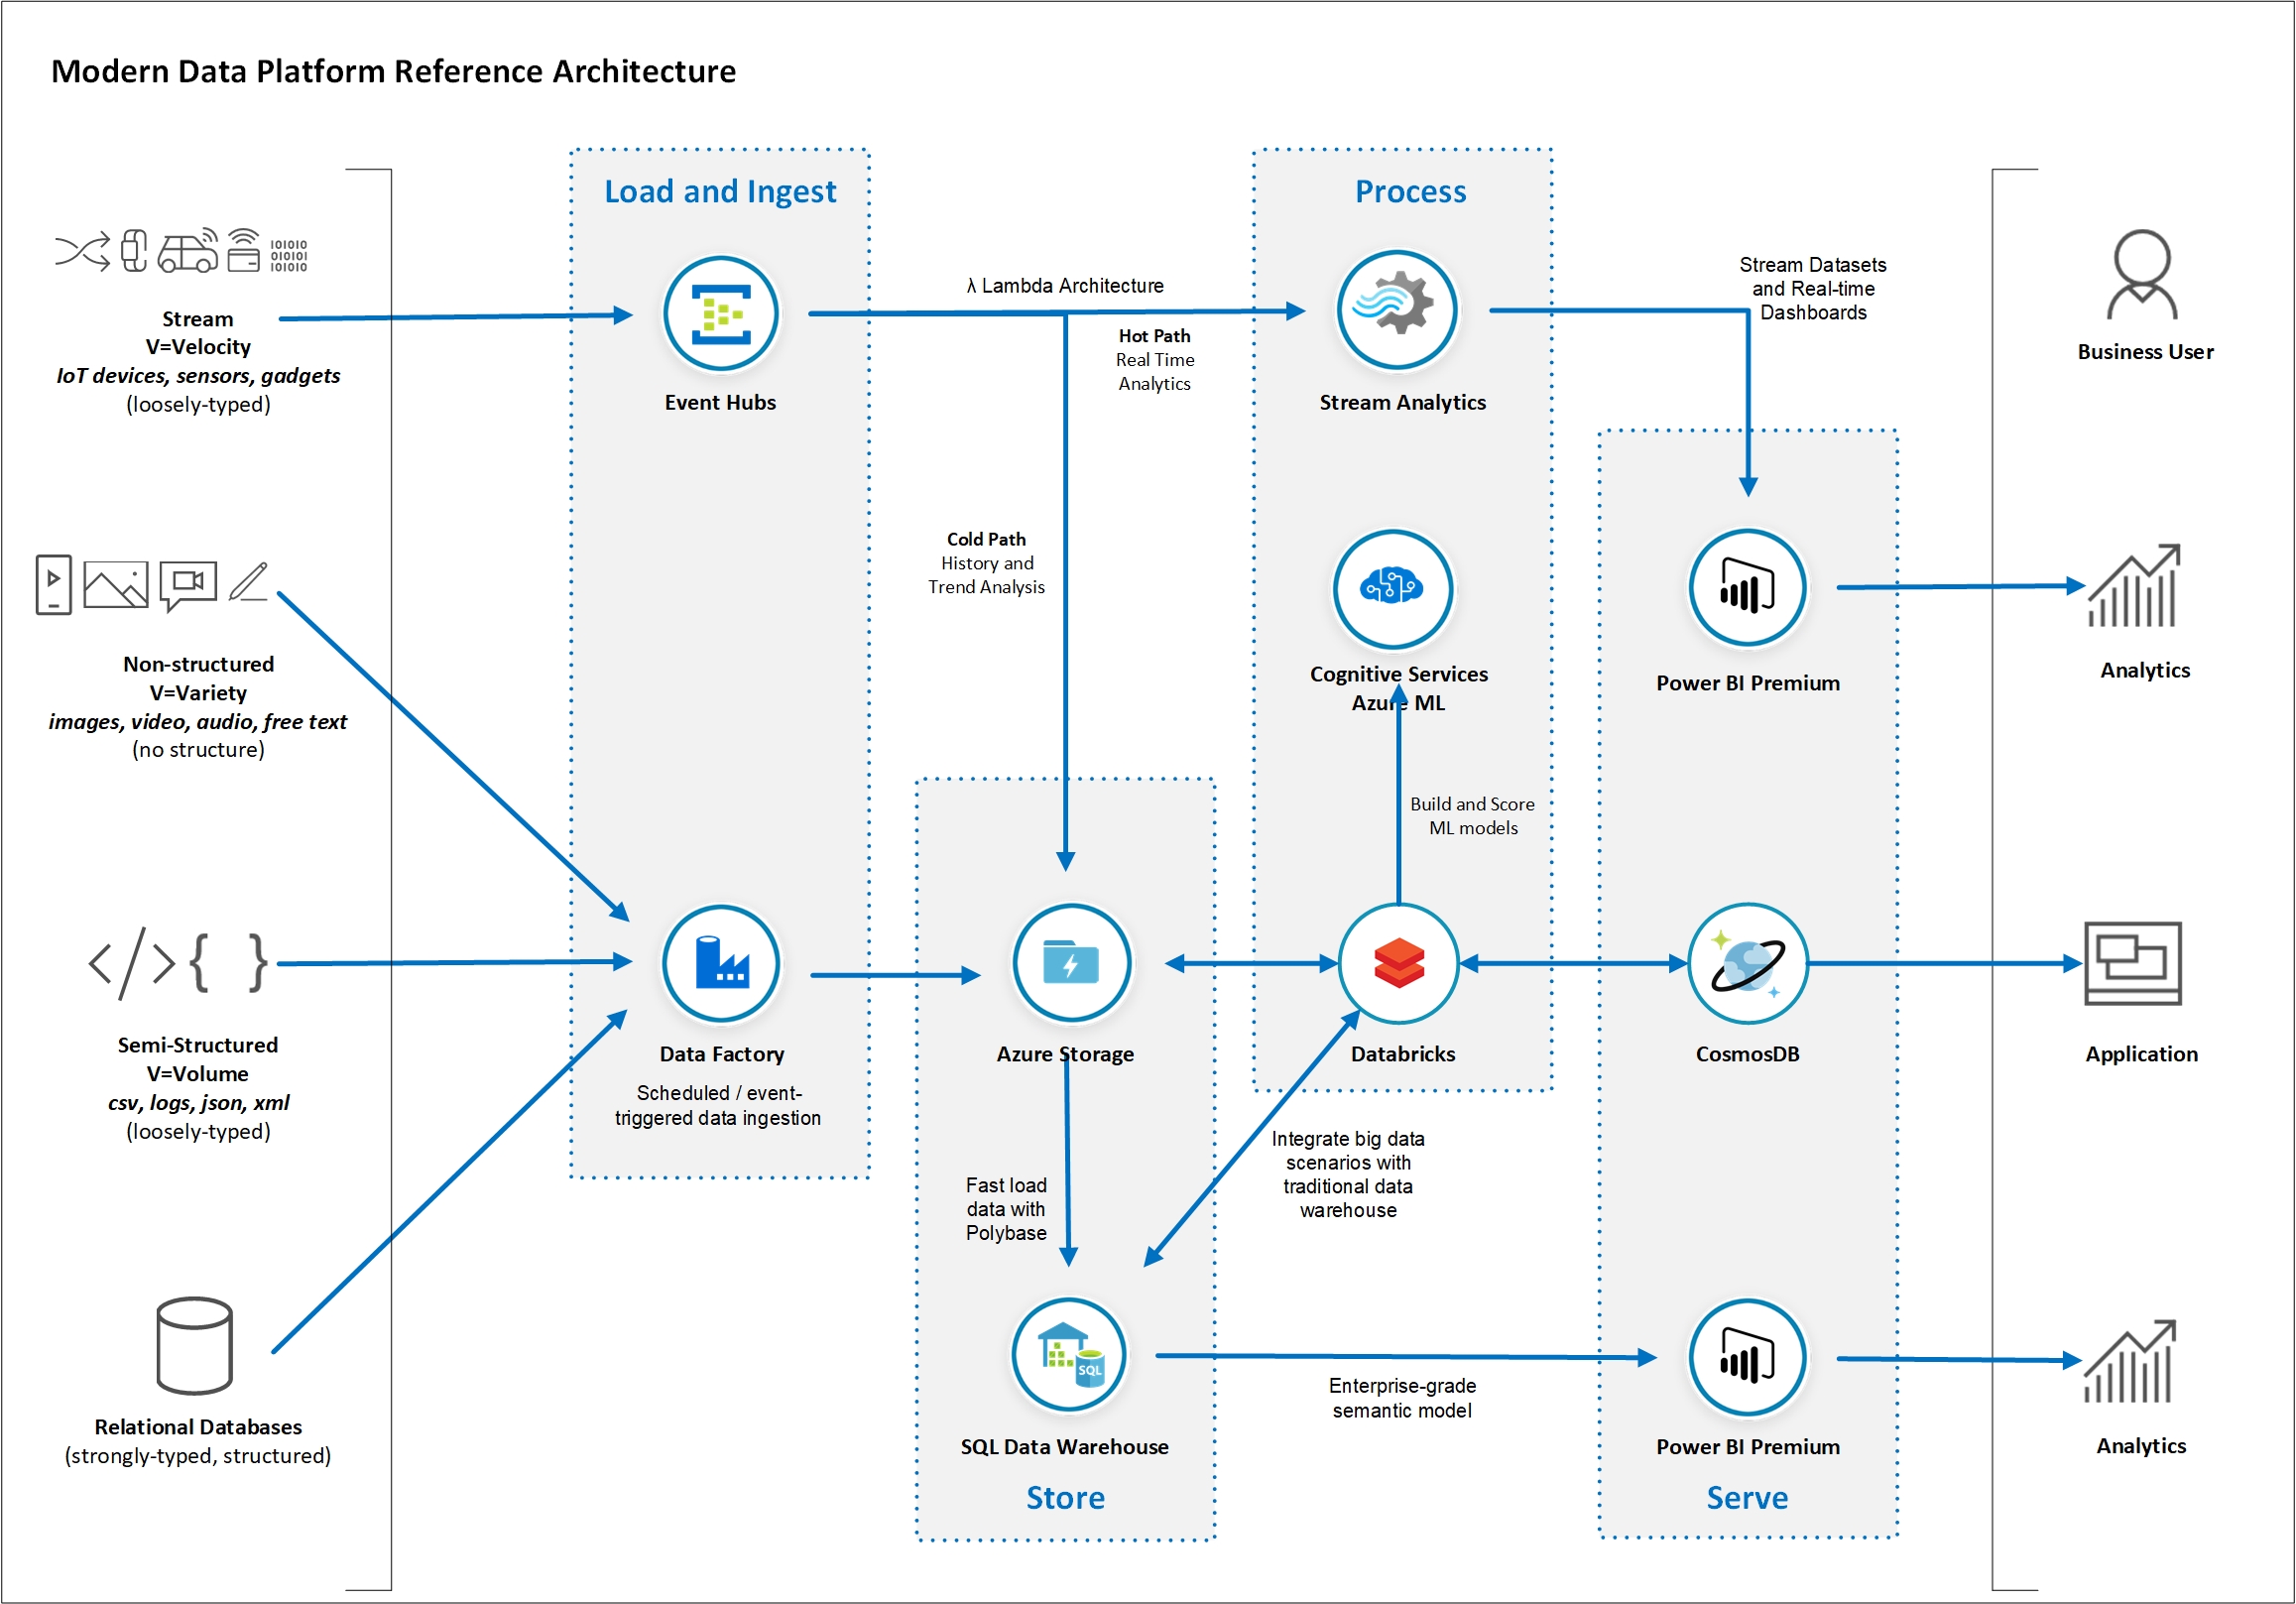 Modern Data Platform Reference Architecture
Load and Ingest
Process
101010
010101
101010
Stream
V=Velocity
IoT devices, sensors, gadgets
(loosely-typed)
Event Hubs
λ Lambda Architecture
Hot Path
Real Time
Analytics
Stream Analytics
Stream Datasets
and Real-time
Dashboards
Business User
Non-structured
V=Variety
images, video, audio, free text
(no structure)
Cold Path
History and
Trend Analysis
Cognitive Services
Azure ML
Power BI Premium
Analytics
Build and Score
ML models
</>{ }
Semi-Structured
V=Volume
csv, logs, json, xml
(loosely-typed)
Data Factory
Scheduled / event-
triggered data ingestion
Azure Storage
Databricks
CosmosDB
Application
Fast load
data with
Polybase
Integrate big data
scenarios with
traditional data
warehouse
Relational Databases
(strongly-typed, structured)
SQL
SQL Data Warehouse
Enterprise-grade
semantic model
Power BI Premium
Analytics
Store
Serve